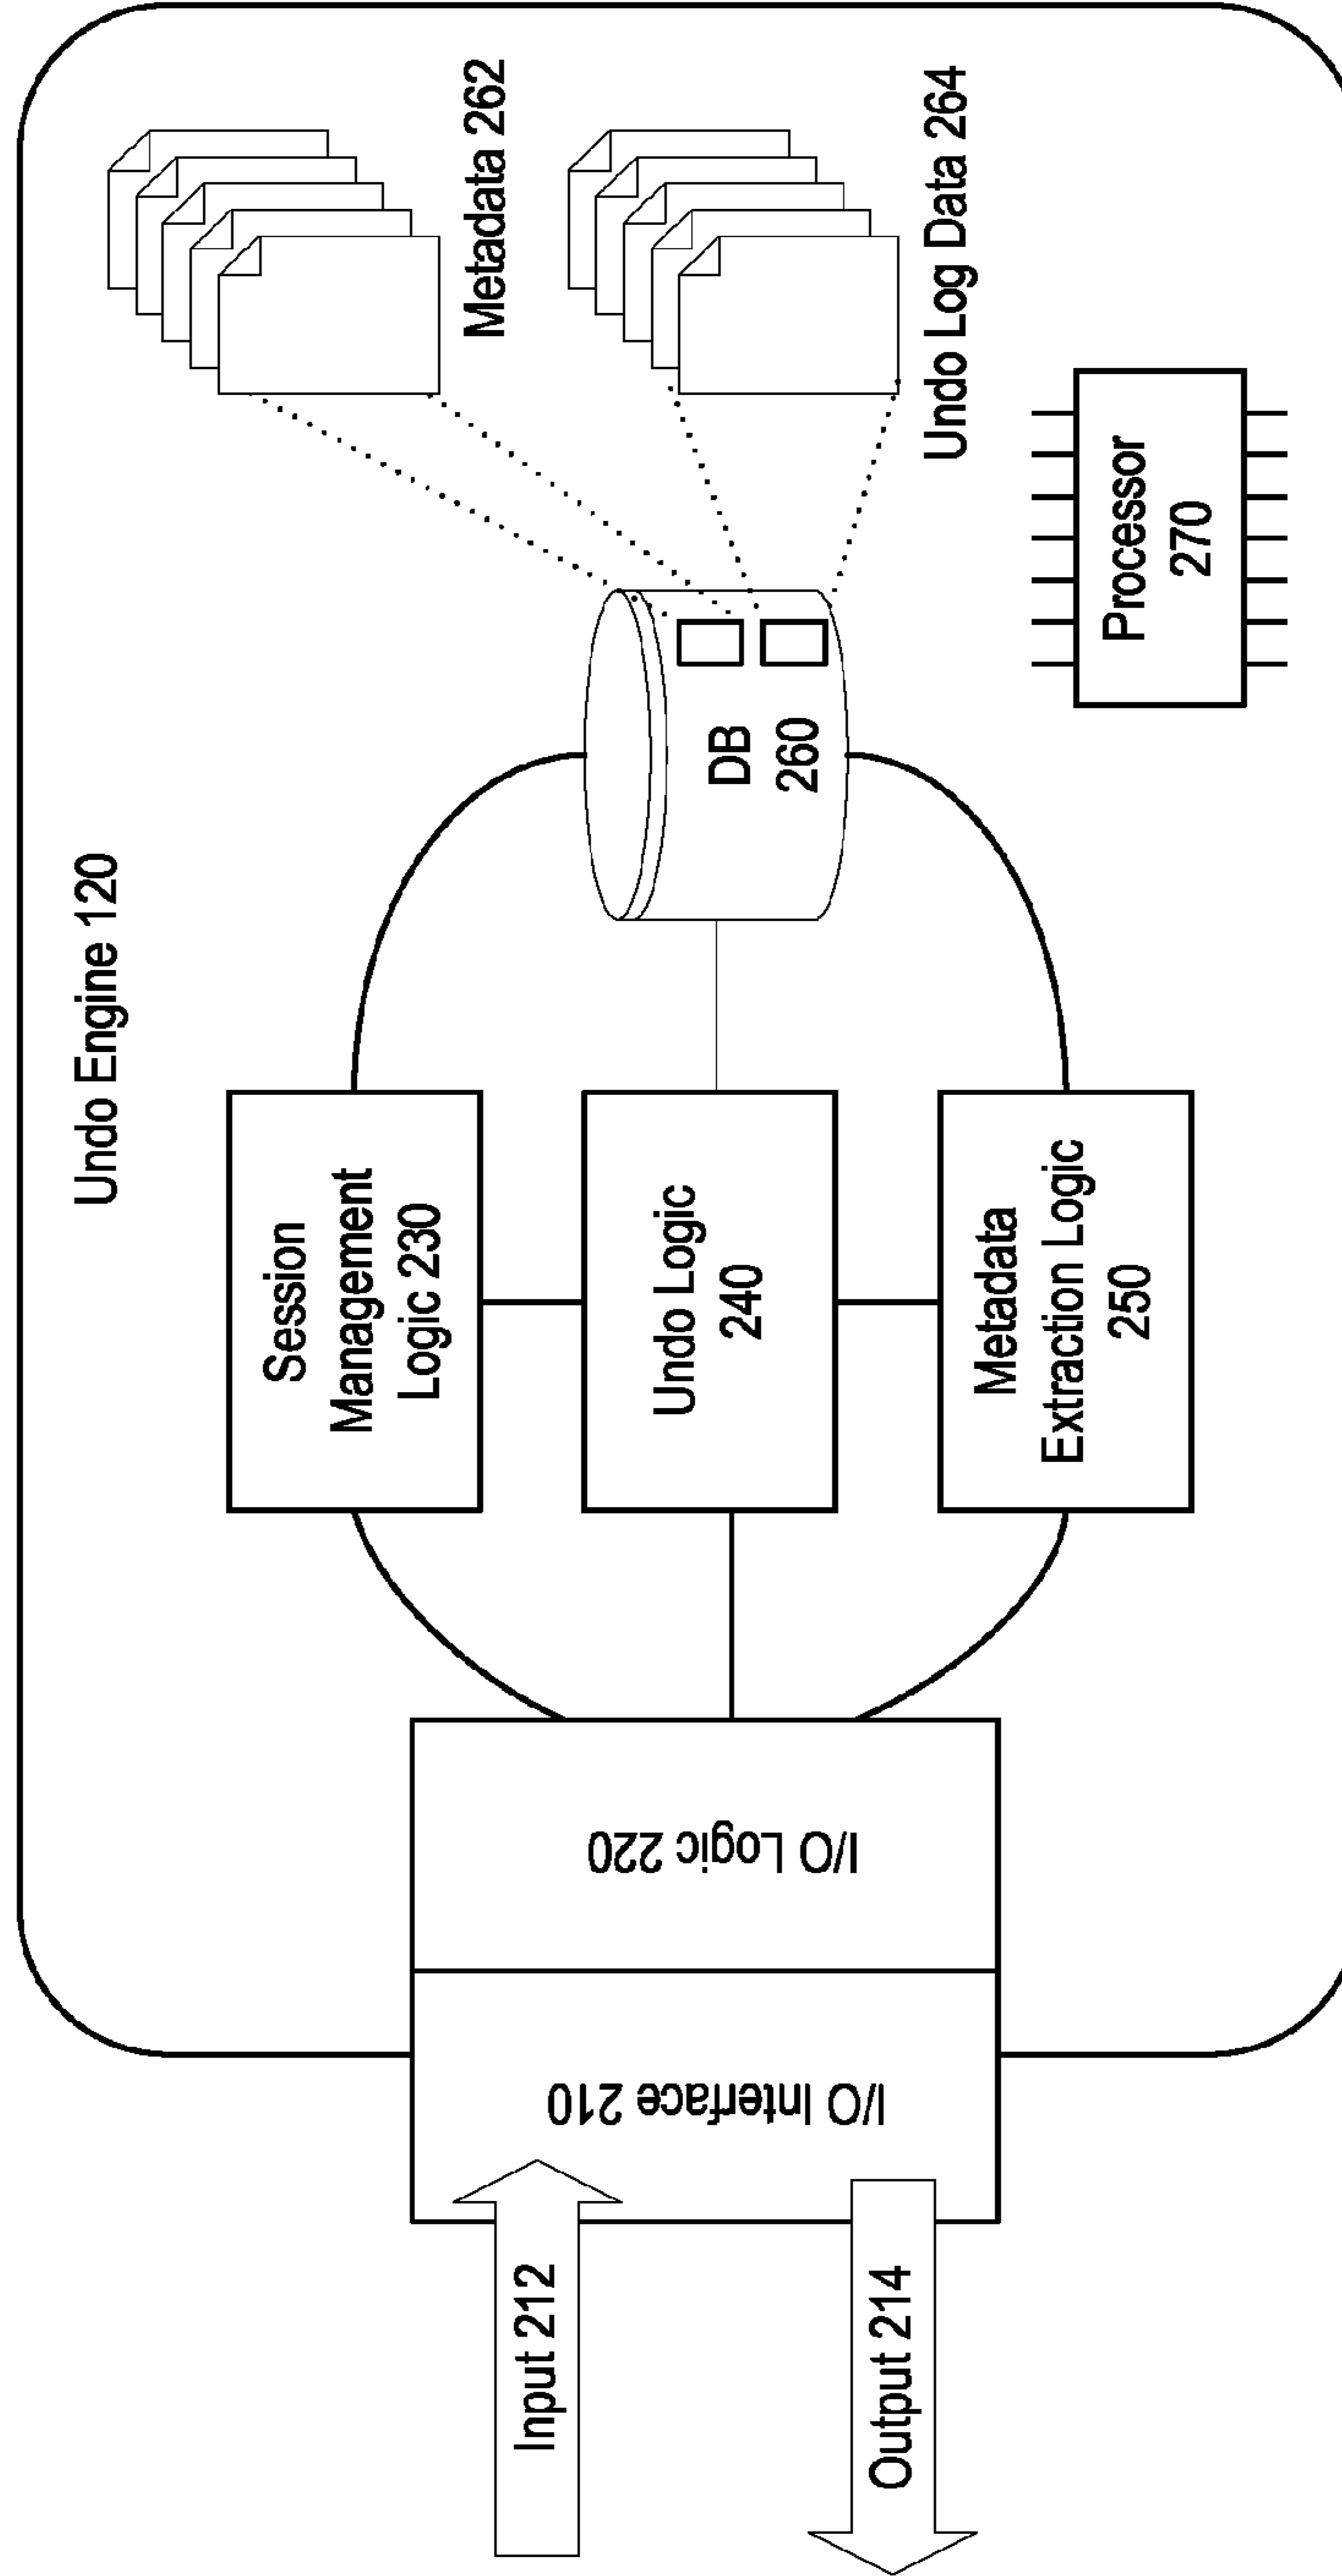 Undo Engine 120
Input 212
Output 214
I/O Interface 210
I/O Logic 220
Session
Management
Logic 230
Undo Logic
240
Metadata
Extraction Logic
250
DB
260
Metadata 262
Undo Log Data 264
Processor
270